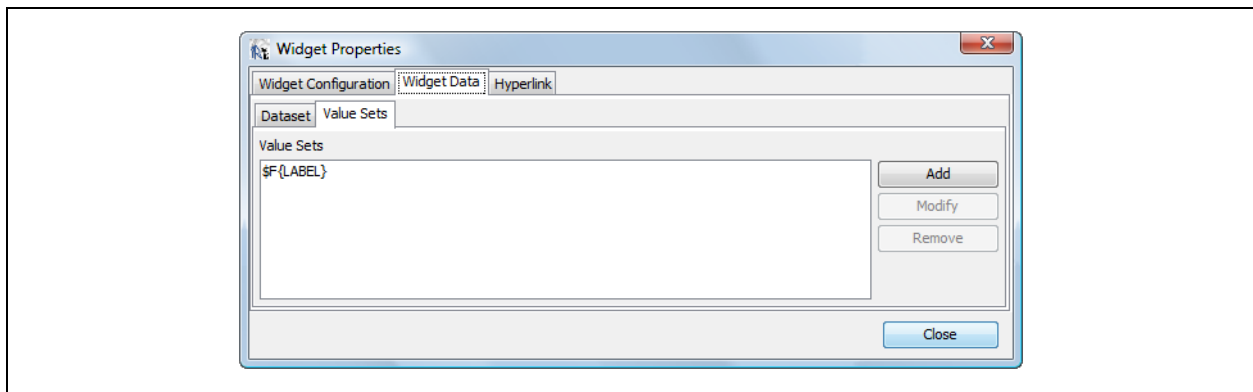 Widget Properties
Widget Configuration Widget Data Hyperlink
Dataset Value Sets
Value Sets
$F{LABEL}
Add
Modify
Remove
Close